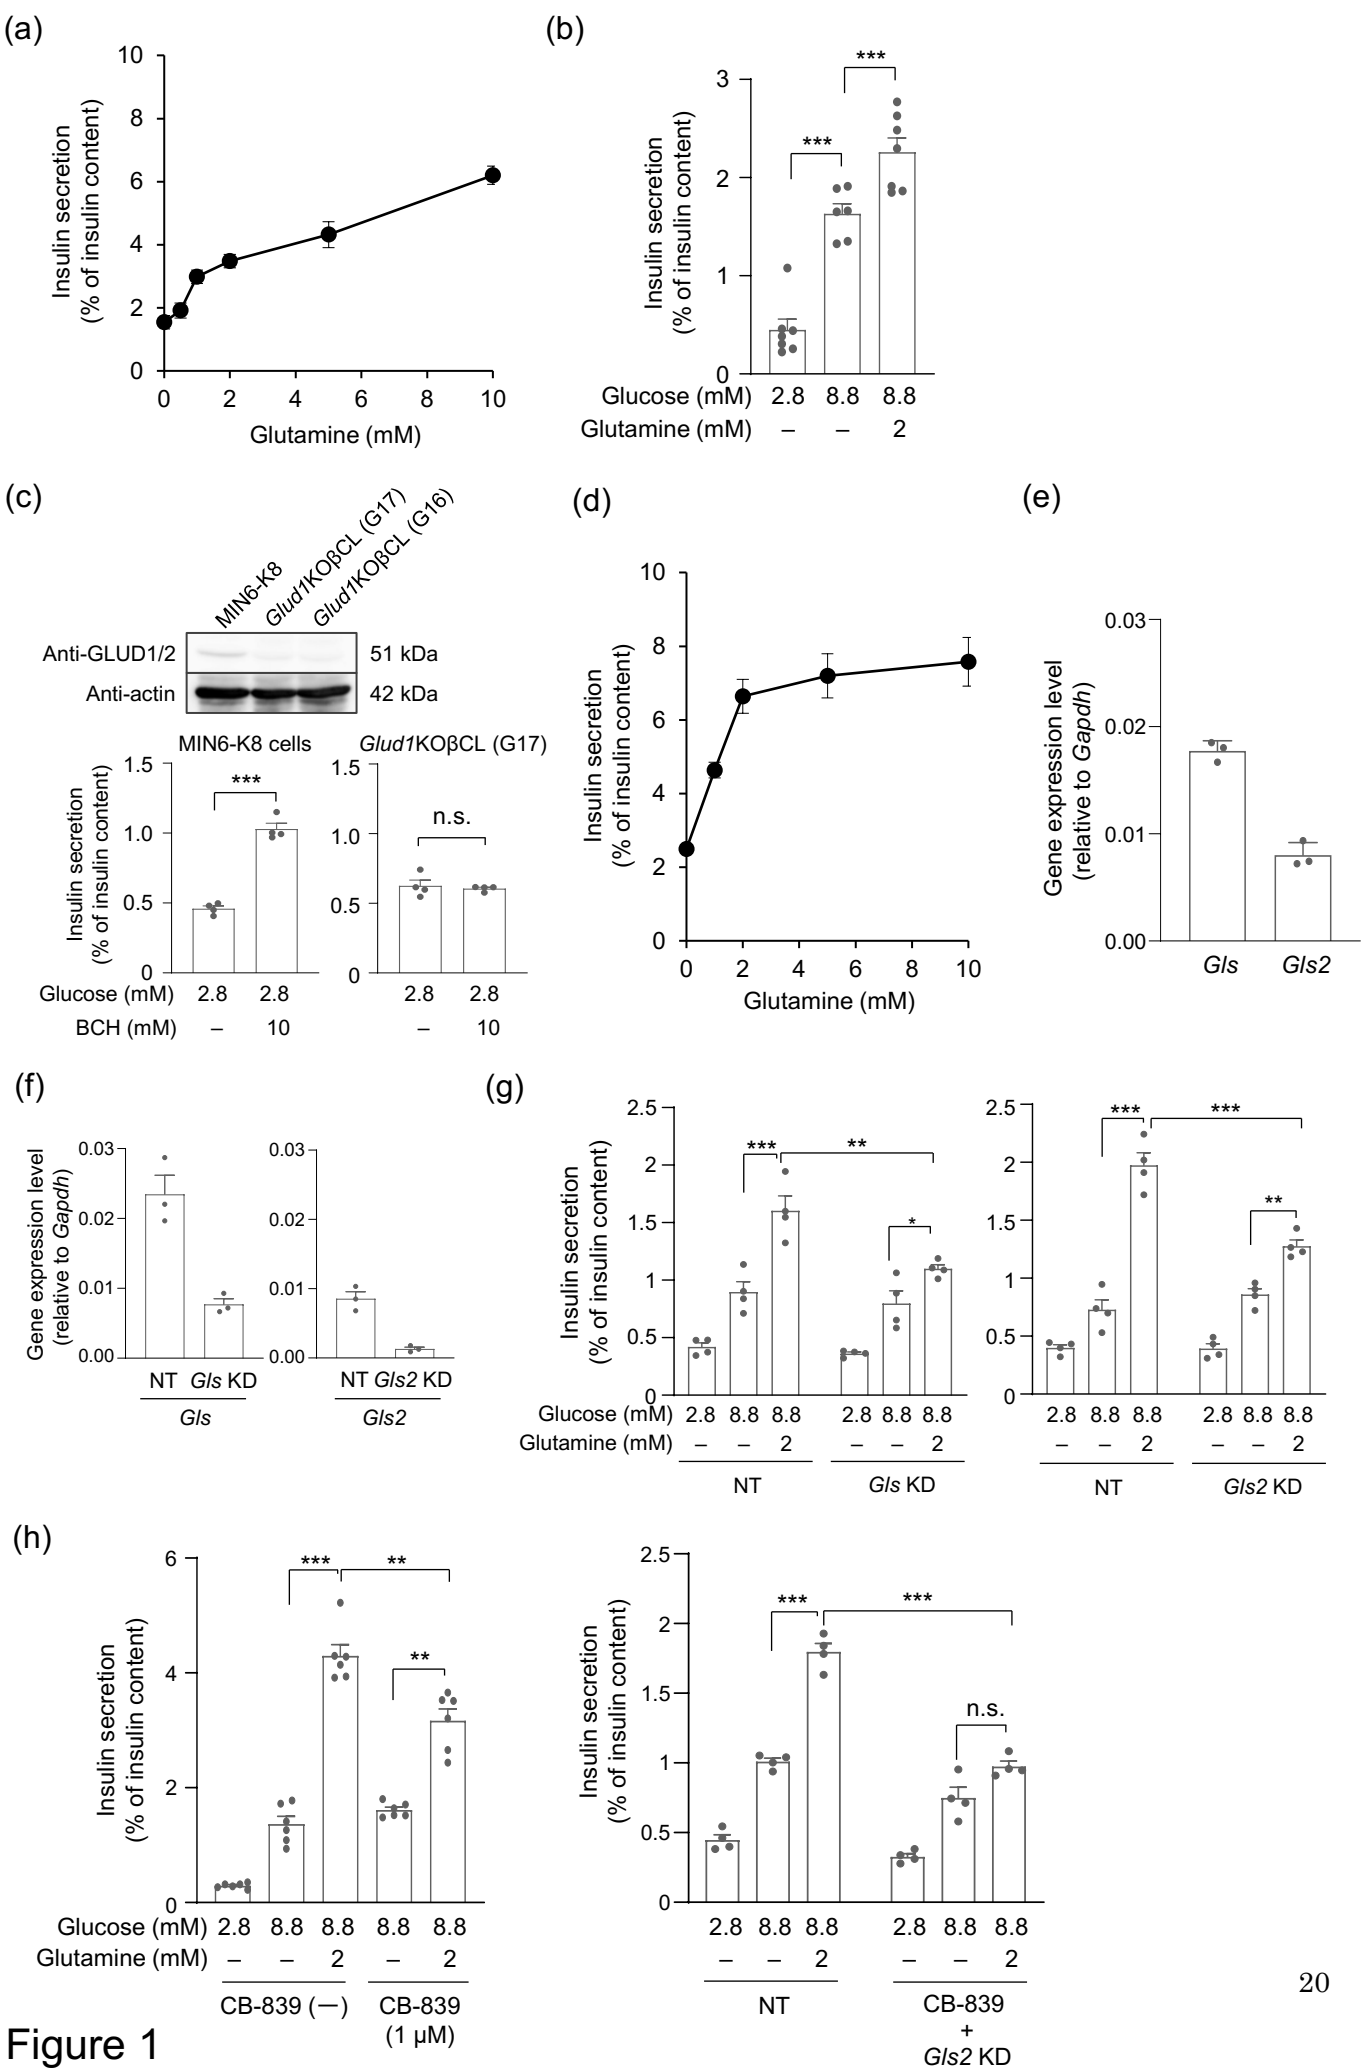 (a)
10
8
6
4
2
0
0 2 4 6 8 10
Insulin secretion
(% of insulin content)
Glutamine (mM)
(b)
3
2
1
0
Insulin secretion
(% of insulin content)
***
***
Glucose (mM) 2.8 8.8 8.8
Glutamine (mM) – – 2
(c)
MIN6-K8
Glud1KOβCL (G17)
Glud1KOβCL (G16)
Anti-GLUD1/2 51 kDa
Anti-actin 42 kDa
MIN6-K8 cells
Insulin secretion
(% of insulin content)
1.5
1.0
0.5
0
***
Glud1KOβCL (G17)
1.5
1.0
0.5
0
n.s.
Glucose (mM) 2.8 2.8 2.8 2.8
BCH (mM) – 10 – 10
(d)
10
8
6
4
2
0
0 2 4 6 8 10
Insulin secretion
(% of insulin content)
Glutamine (mM)
(e)
Gene expression level
(relative to Gapdh)
0.03
0.02
0.01
0.00
Gls Gls2
(f)
Gene expression level
(relative to Gapdh)
0.03
0.02
0.01
0.00
NT Gls KD
Gls
0.03
0.02
0.01
0.00
NT Gls2 KD
Gls2
(g)
Insulin secretion
(% of insulin content)
2.5
2
1.5
1
0.5
0
*** **
*
2.5
2
1.5
1
0.5
0
*** ***
**
Glucose (mM) 2.8 8.8 8.8 2.8 8.8 8.8 2.8 8.8 8.8 2.8 8.8 8.8
Glutamine (mM) – – 2 – – 2 – – 2 – – 2
NT Gls KD NT Gls2 KD
(h)
Insulin secretion
(% of insulin content)
6
4
2
0
*** **
**
Glucose (mM) 2.8 8.8 8.8 8.8 8.8
Glutamine (mM) – – 2 – 2
CB-839 (—) CB-839
(1 μM)
Insulin secretion
(% of insulin content)
2.5
2
1.5
1
0.5
0
*** ***
n.s.
2.8 8.8 8.8 2.8 8.8 8.8
– – 2 – – 2
NT CB-839
+
Gls2 KD
20
Figure 1